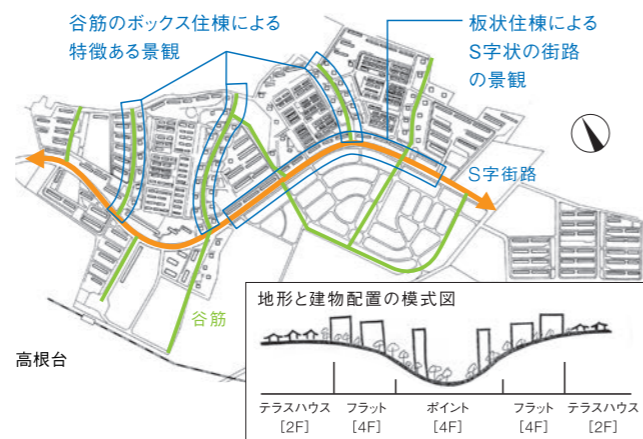 谷筋のボックス住棟による
特徴ある景観
板状住棟による
S字状の街路
の景観
S字街路
谷筋
高根台
地形と建物配置の模式図
テラスハウス フラット ポイント フラット テラスハウス
[2F] [4F] [4F] [4F] [2F]